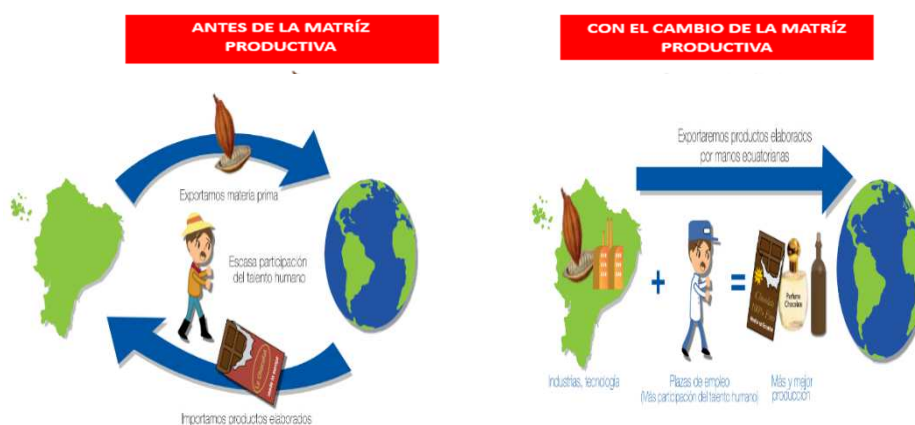 ANTES DE LA MATRÍZ
PRODUCTIVA
Exportamos materia prima
Escasa participación
del talento humano
Importamos productos elaborados
CON EL CAMBIO DE LA MATRÍZ
PRODUCTIVA
Exportaremos productos elaborados
por manos ecuatorianas
Perfume
Chocolate
Industrias, tecnología
Plazas de empleo
(Más participación del talento humano)
Más y mejor
producción